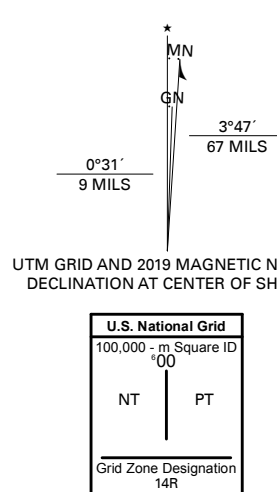 ★
MN
GN
3°47´
67 MILS
0°31´
9 MILS
UTM GRID AND 2019 MAGNETIC N
DECLINATION AT CENTER OF SH
U.S. National Grid
100,000 - m Square ID
⁶00
NT PT
Grid Zone Designation
14R